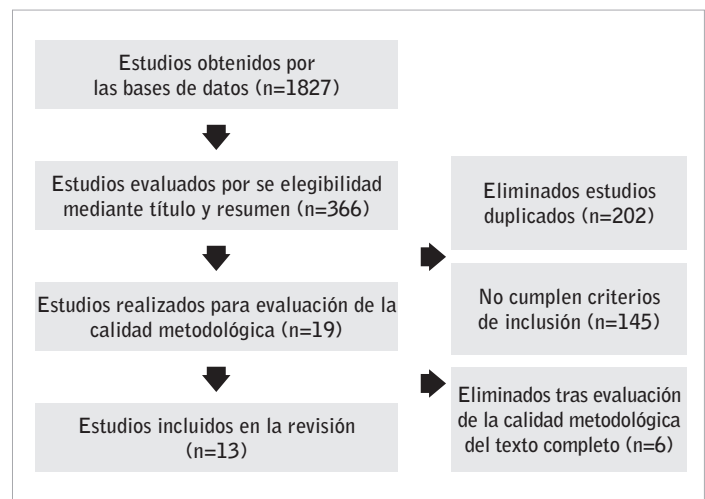 Estudios obtenidos por
las bases de datos (n=1827)
Estudios evaluados por se elegibilidad
mediante título y resumen (n=366)
Eliminados estudios
duplicados (n=202)
Estudios realizados para evaluación de la
calidad metodológica (n=19)
No cumplen criterios
de inclusión (n=145)
Estudios incluidos en la revisión
(n=13)
Eliminados tras evaluación
de la calidad metodológica
del texto completo (n=6)